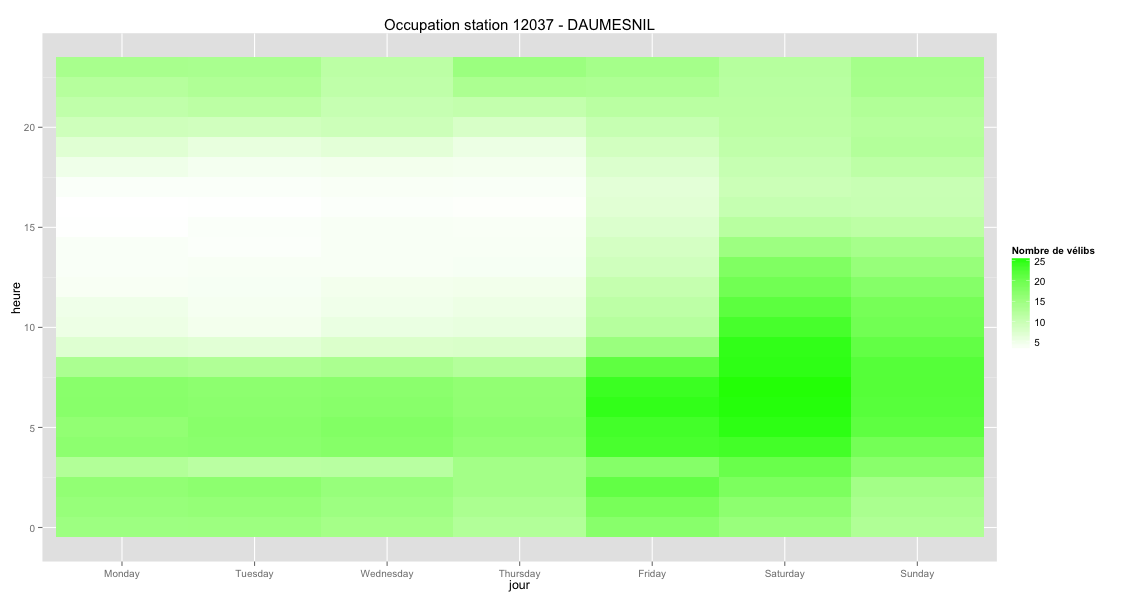 Occupation station 12037 - DAUMESNIL
20
15
10
5
0
heure
Monday Tuesday Wednesday Thursday Friday Saturday Sunday
jour
Nombre de vélibs
25
20
15
10
5